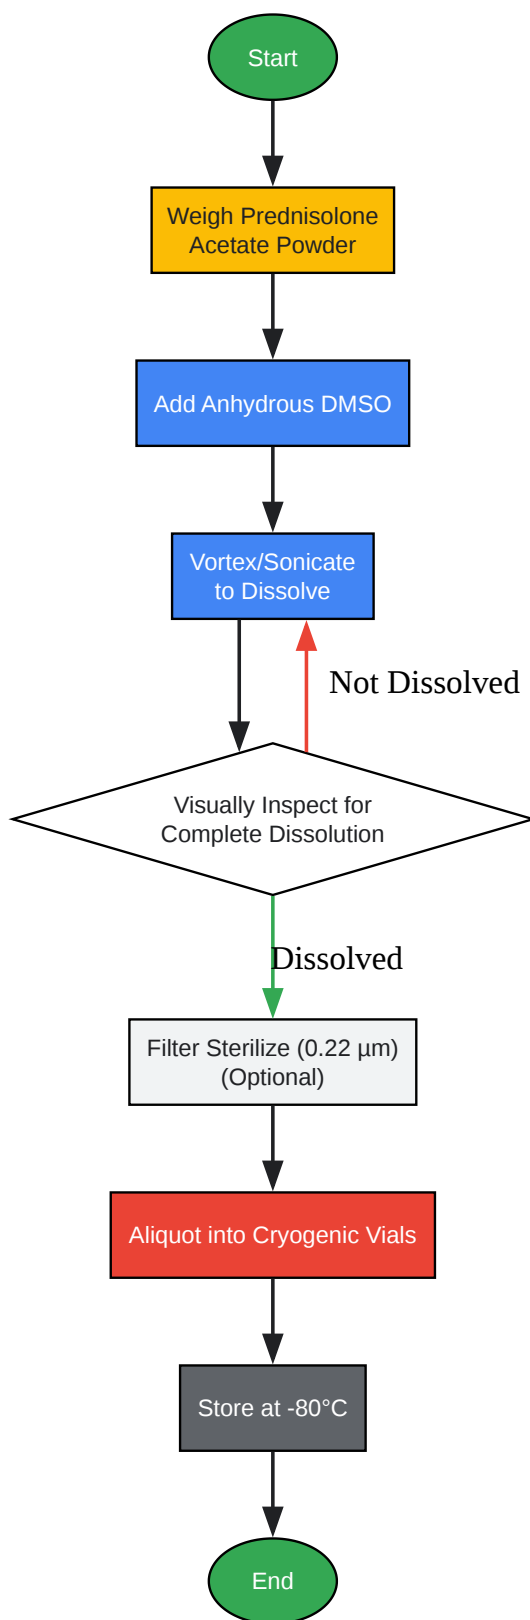 Start
Weigh Prednisolone
Acetate Powder
Add Anhydrous DMSO
Vortex/Sonicate
to Dissolve
Not Dissolved
Visually Inspect for
Complete Dissolution
Dissolved
Filter Sterilize (0.22 µm)
(Optional)
Aliquot into Cryogenic Vials
Store at -80°C
End